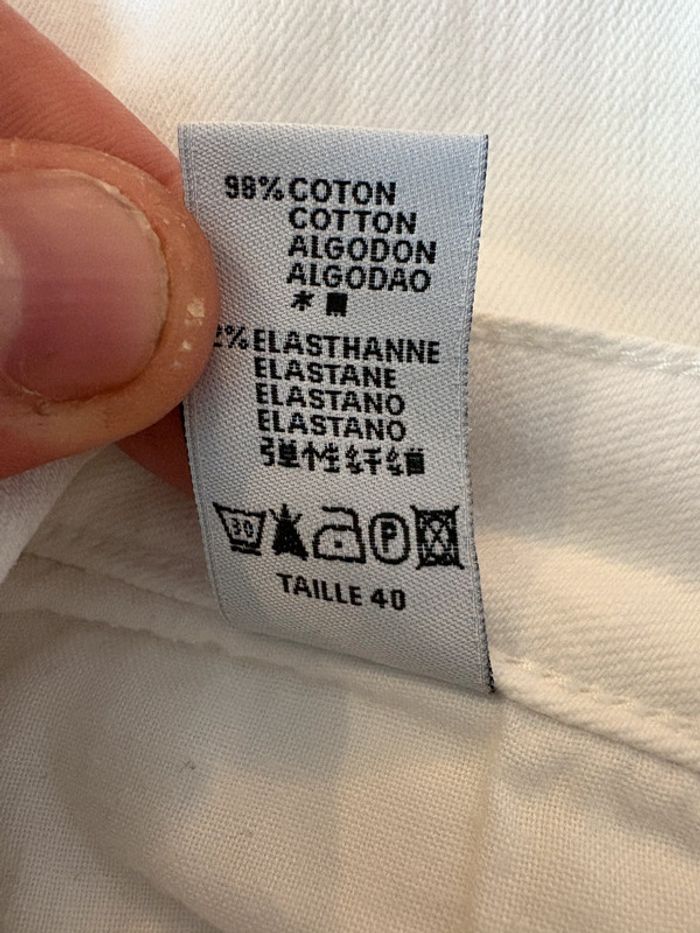 98% COTON
COTTON
ALGODON
ALGODAO
2% ELASTHANNE
ELASTANE
ELASTANO
ELASTANO
弹性纤维
30 P
TAILLE 40